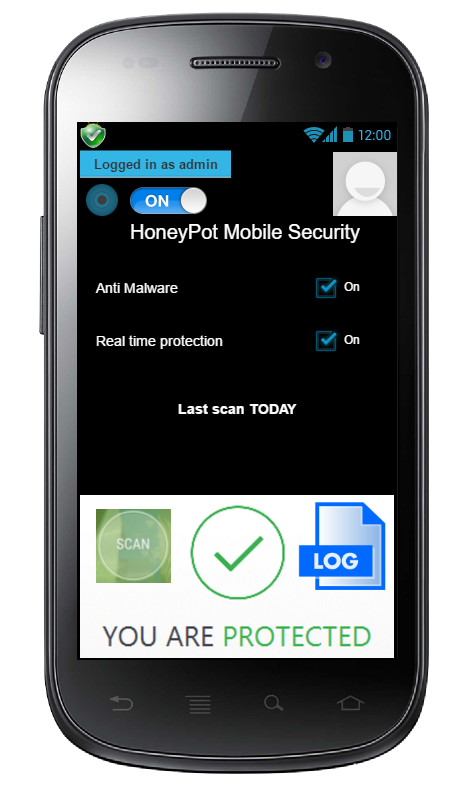 12:00
Logged in as admin
ON
HoneyPot Mobile Security
Anti Malware
On
Real time protection
On
Last scan TODAY
SCAN
LOG
YOU ARE PROTECTED